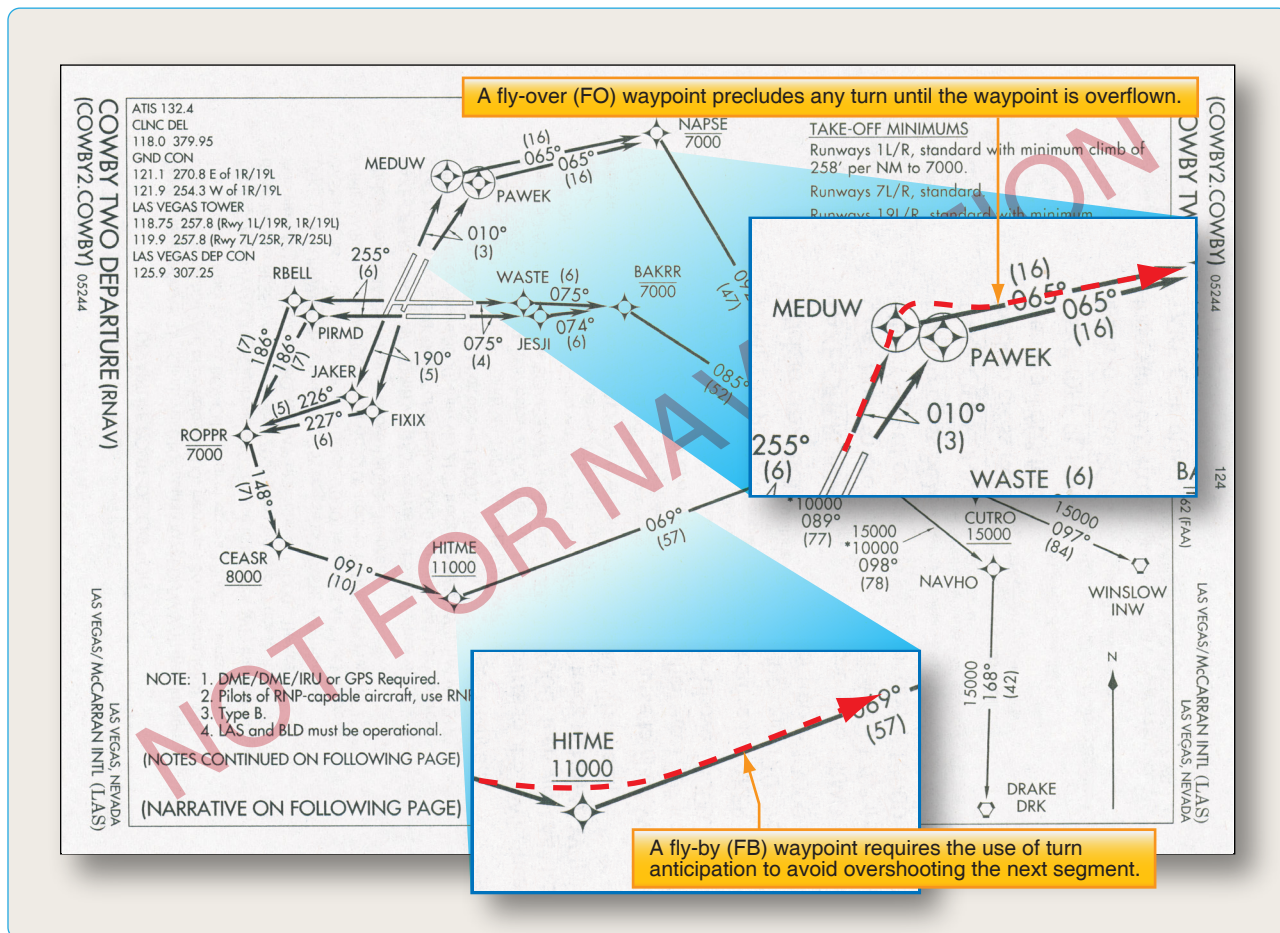 A fly-over (FO) waypoint precludes any turn until the waypoint is overflown.
COWBY TWO DEPARTURE (RNAV)
(COWBY2.COWBY) 05244
ATIS 132.4
CLNC DEL
118.0 379.95
GND CON
121.1 270.8 E of 1R/19L
121.9 254.3 W of 1R/19L
LAS VEGAS TOWER
118.75 257.8 (Rwy 1L/19R, 1R/19L)
119.9 257.8 (Rwy 7L/25R, 7R/25L)
LAS VEGAS DEP CON
125.9 307.25
MEDUW
PAWEK
(16)
065°
065°
(16)
NAPSE
7000
010°
(3)
(47)
TAKE-OFF MINIMUMS
Runways 1L/R, standard with minimum climb of
258' per NM to 7000.
Runways 7L/R, standard.
Runways 19L/R, standard with minimum
(COWBY2.COWBY) 05244
OWBY TW
RBELL
PIRMD
255°
(6)
WASTE
(6)
075°
BAKRR
7000
JESJI
074°
(6)
075°
(4)
085°
(52)
(7)
186°
186°
(7)
JAKER
190°
(5)
FIXIX
(5) 226°
227°
(6)
ROPPR
7000
148°
(7)
CEASR
8000
091°
(10)
HITME
11000
069°
(57)
MEDUW
PAWEK
(16)
065°
065°
(16)
010°
(3)
255°
(6)
WASTE (6)
BA
124
62 (FAA)
*10000
089°
(77)
15000
*10000
098°
(78)
CUTRO
15000
15000
097°
(84)
NAVHO
WINSLOW
INW
15000
168°
(42)
DRAKE
DRK
N
NOTE: 1. DME/DME/IRU or GPS Required.
2. Pilots of RNP-capable aircraft, use RNP
3. Type B.
4. LAS and BLD must be operational.
(NOTES CONTINUED ON FOLLOWING PAGE)
(NARRATIVE ON FOLLOWING PAGE)
HITME
11000
069°
(57)
A fly-by (FB) waypoint requires the use of turn
anticipation to avoid overshooting the next segment.
LAS VEGAS, NEVADA
LAS VEGAS/McCARRAN INTL (LAS)
LAS VEGAS/McCARRAN INTL (LAS)
LAS VEGAS, NEVADA
NOT FOR NAVIGATION